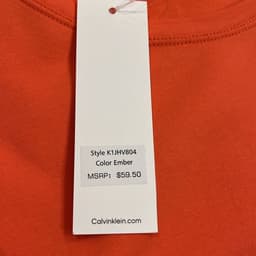 Style K1JHV804
Color Ember
MSRP: $59.50
Calvinklein.com